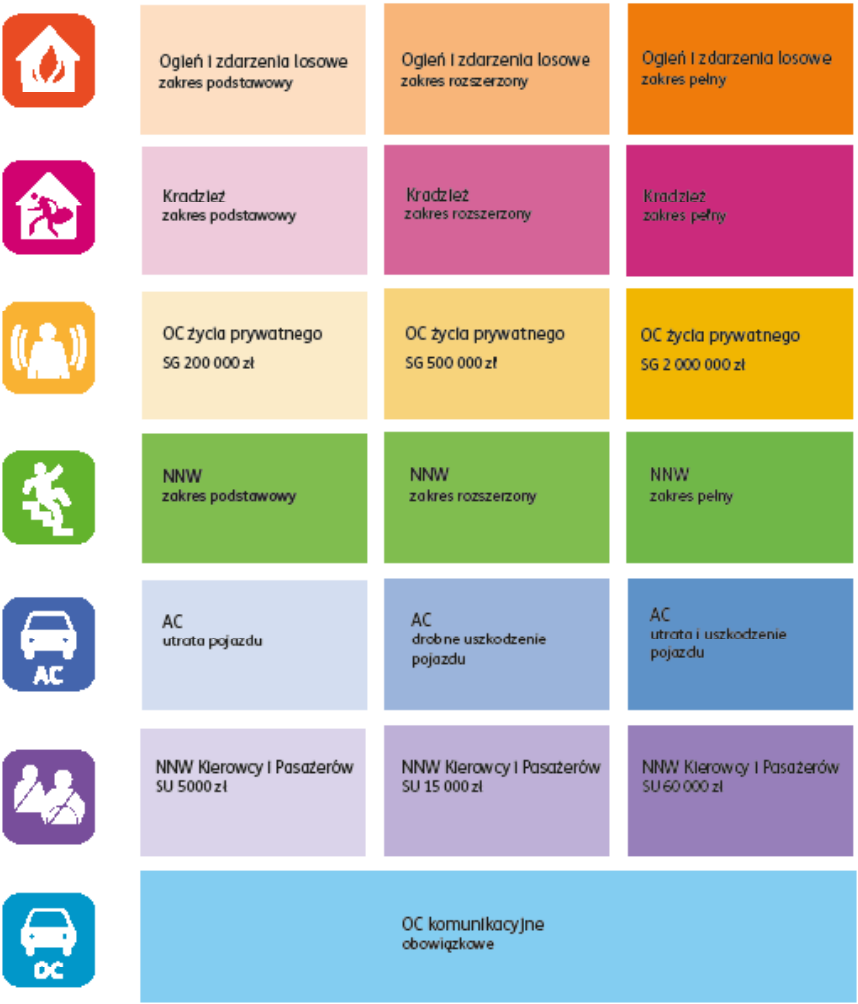 Ogień i zdarzenia losowe
zakres podstawowy
Ogień i zdarzenia losowe
zakres rozszerzony
Ogień i zdarzenia losowe
zakres pełny
Kradzież
zakres podstawowy
Kradzież
zakres rozszerzony
Kradzież
zakres pełny
OC życia prywatnego
SG 200 000 zł
OC życia prywatnego
SG 500 000 zł
OC życia prywatnego
SG 2 000 000 zł
NNW
zakres podstawowy
NNW
zakres rozszerzony
NNW
zakres pełny
AC
AC
utrata pojazdu
AC
drobne uszkodzenie
pojazdu
AC
utrata i uszkodzenie
pojazdu
NNW Kierowcy i Pasażerów
SU 5000 zł
NNW Kierowcy i Pasażerów
SU 15 000 zł
NNW Kierowcy i Pasażerów
SU 60 000 zł
OC
OC komunikacyjne
obowiązkowe